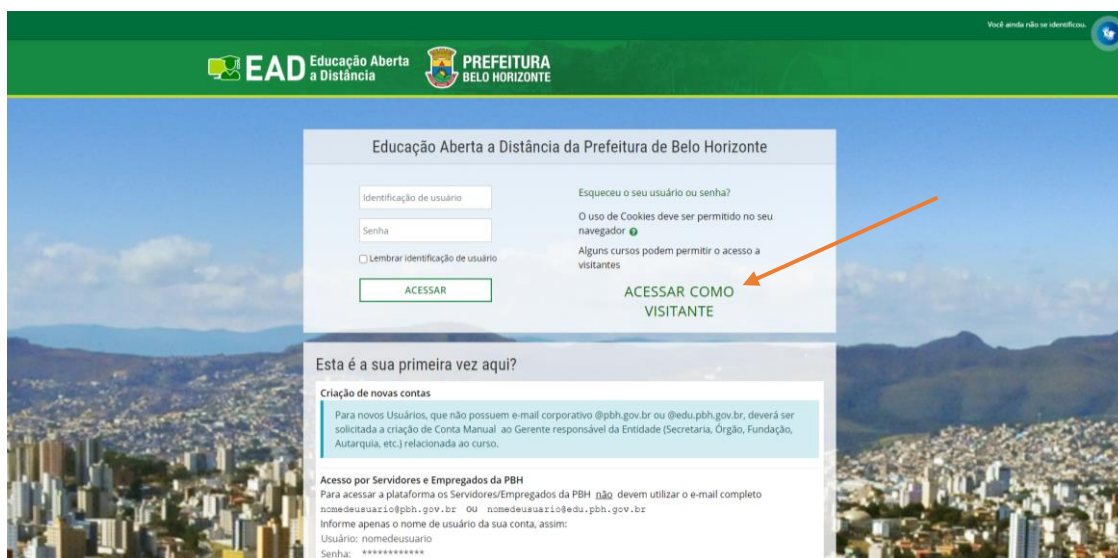 Você ainda não se identificou.
EAD Educação Aberta
a Distância
PREFEITURA
BELO HORIZONTE
Educação Aberta a Distância da Prefeitura de Belo Horizonte
Identificação de usuário
Senha
Lembrar identificação de usuário
ACESSAR
Esqueceu o seu usuário ou senha?
O uso de Cookies deve ser permitido no seu
navegador
Alguns cursos podem permitir o acesso a
visitantes
ACESSAR COMO
VISITANTE
Esta é a sua primeira vez aqui?
Criação de novas contas
Para novos Usuários, que não possuem e-mail corporativo @pbh.gov.br ou @edu.pbh.gov.br, deverá ser
solicitada a criação de Conta Manual ao Gerente responsável da Entidade (Secretaria, Órgão, Fundação,
Autarquia, etc.) relacionada ao curso.
Acesso por Servidores e Empregados da PBH
Para acessar a plataforma os Servidores/Empregados da PBH não devem utilizar o e-mail completo
nomedeusuario@pbh.gov.br OU nomedeusuario@edu.pbh.gov.br
Informe apenas o nome de usuário da sua conta, assim:
Usuário: nomedeusuario
Senha: ************